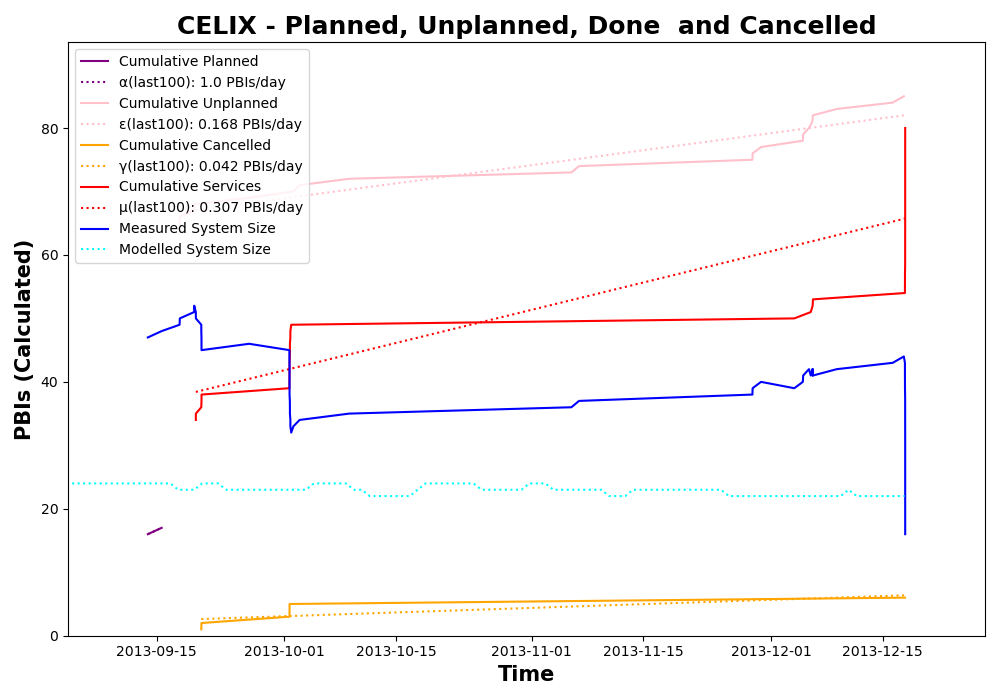 CELIX - Planned, Unplanned, Done  and Cancelled
Cumulative Planned
α(last100): 1.0 PBIs/day
Cumulative Unplanned
ε(last100): 0.168 PBIs/day
Cumulative Cancelled
γ(last100): 0.042 PBIs/day
Cumulative Services
μ(last100): 0.307 PBIs/day
Measured System Size
Modelled System Size
PBIs (Calculated)
80
60
40
20
0
2013-09-15
2013-10-01
2013-10-15
2013-11-01
2013-11-15
2013-12-01
2013-12-15
Time